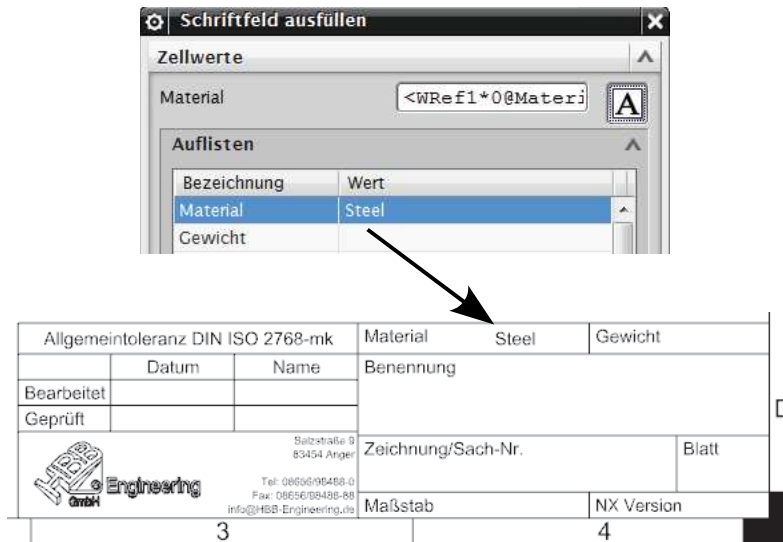 Schriftfeld ausfüllen
Zellwerte
Material <WRef1*0@Materi A
Auflisten
Bezeichnung Wert
Material Steel
Gewicht
Allgemeintoleranz DIN ISO 2768-mk Material Steel Gewicht
Datum Name Benennung
Bearbeitet
Geprüft
HBB Engineering GmbH
Salzstraße 9
83454 Anger
Tel: 08656/98488-0
Fax: 08656/98488-88
info@HBB-Engineering.de
Zeichnung/Sach-Nr. Blatt
Maßstab NX Version
3 4